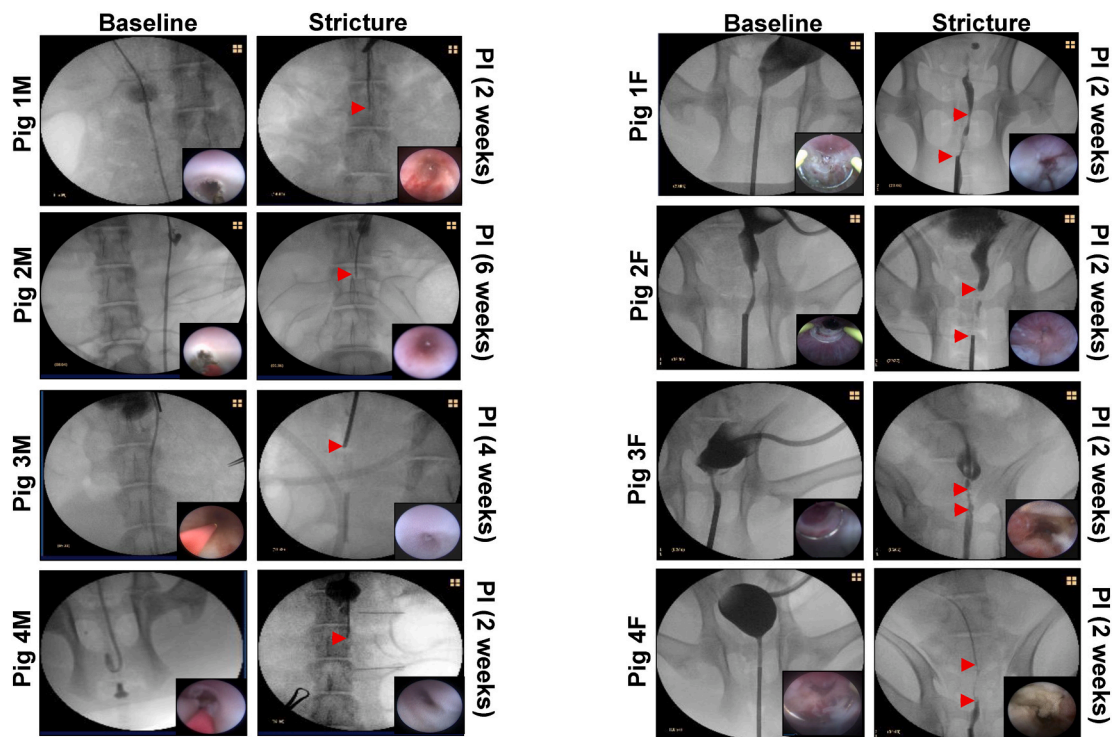 Baseline
Stricture
Pig 1M
PI (2 weeks)
Pig 2M
PI (6 weeks)
Pig 3M
PI (4 weeks)
Pig 4M
PI (2 weeks)
Baseline
Stricture
Pig 1F
PI (2 weeks)
Pig 2F
PI (2 weeks)
Pig 3F
PI (2 weeks)
Pig 4F
PI (2 weeks)